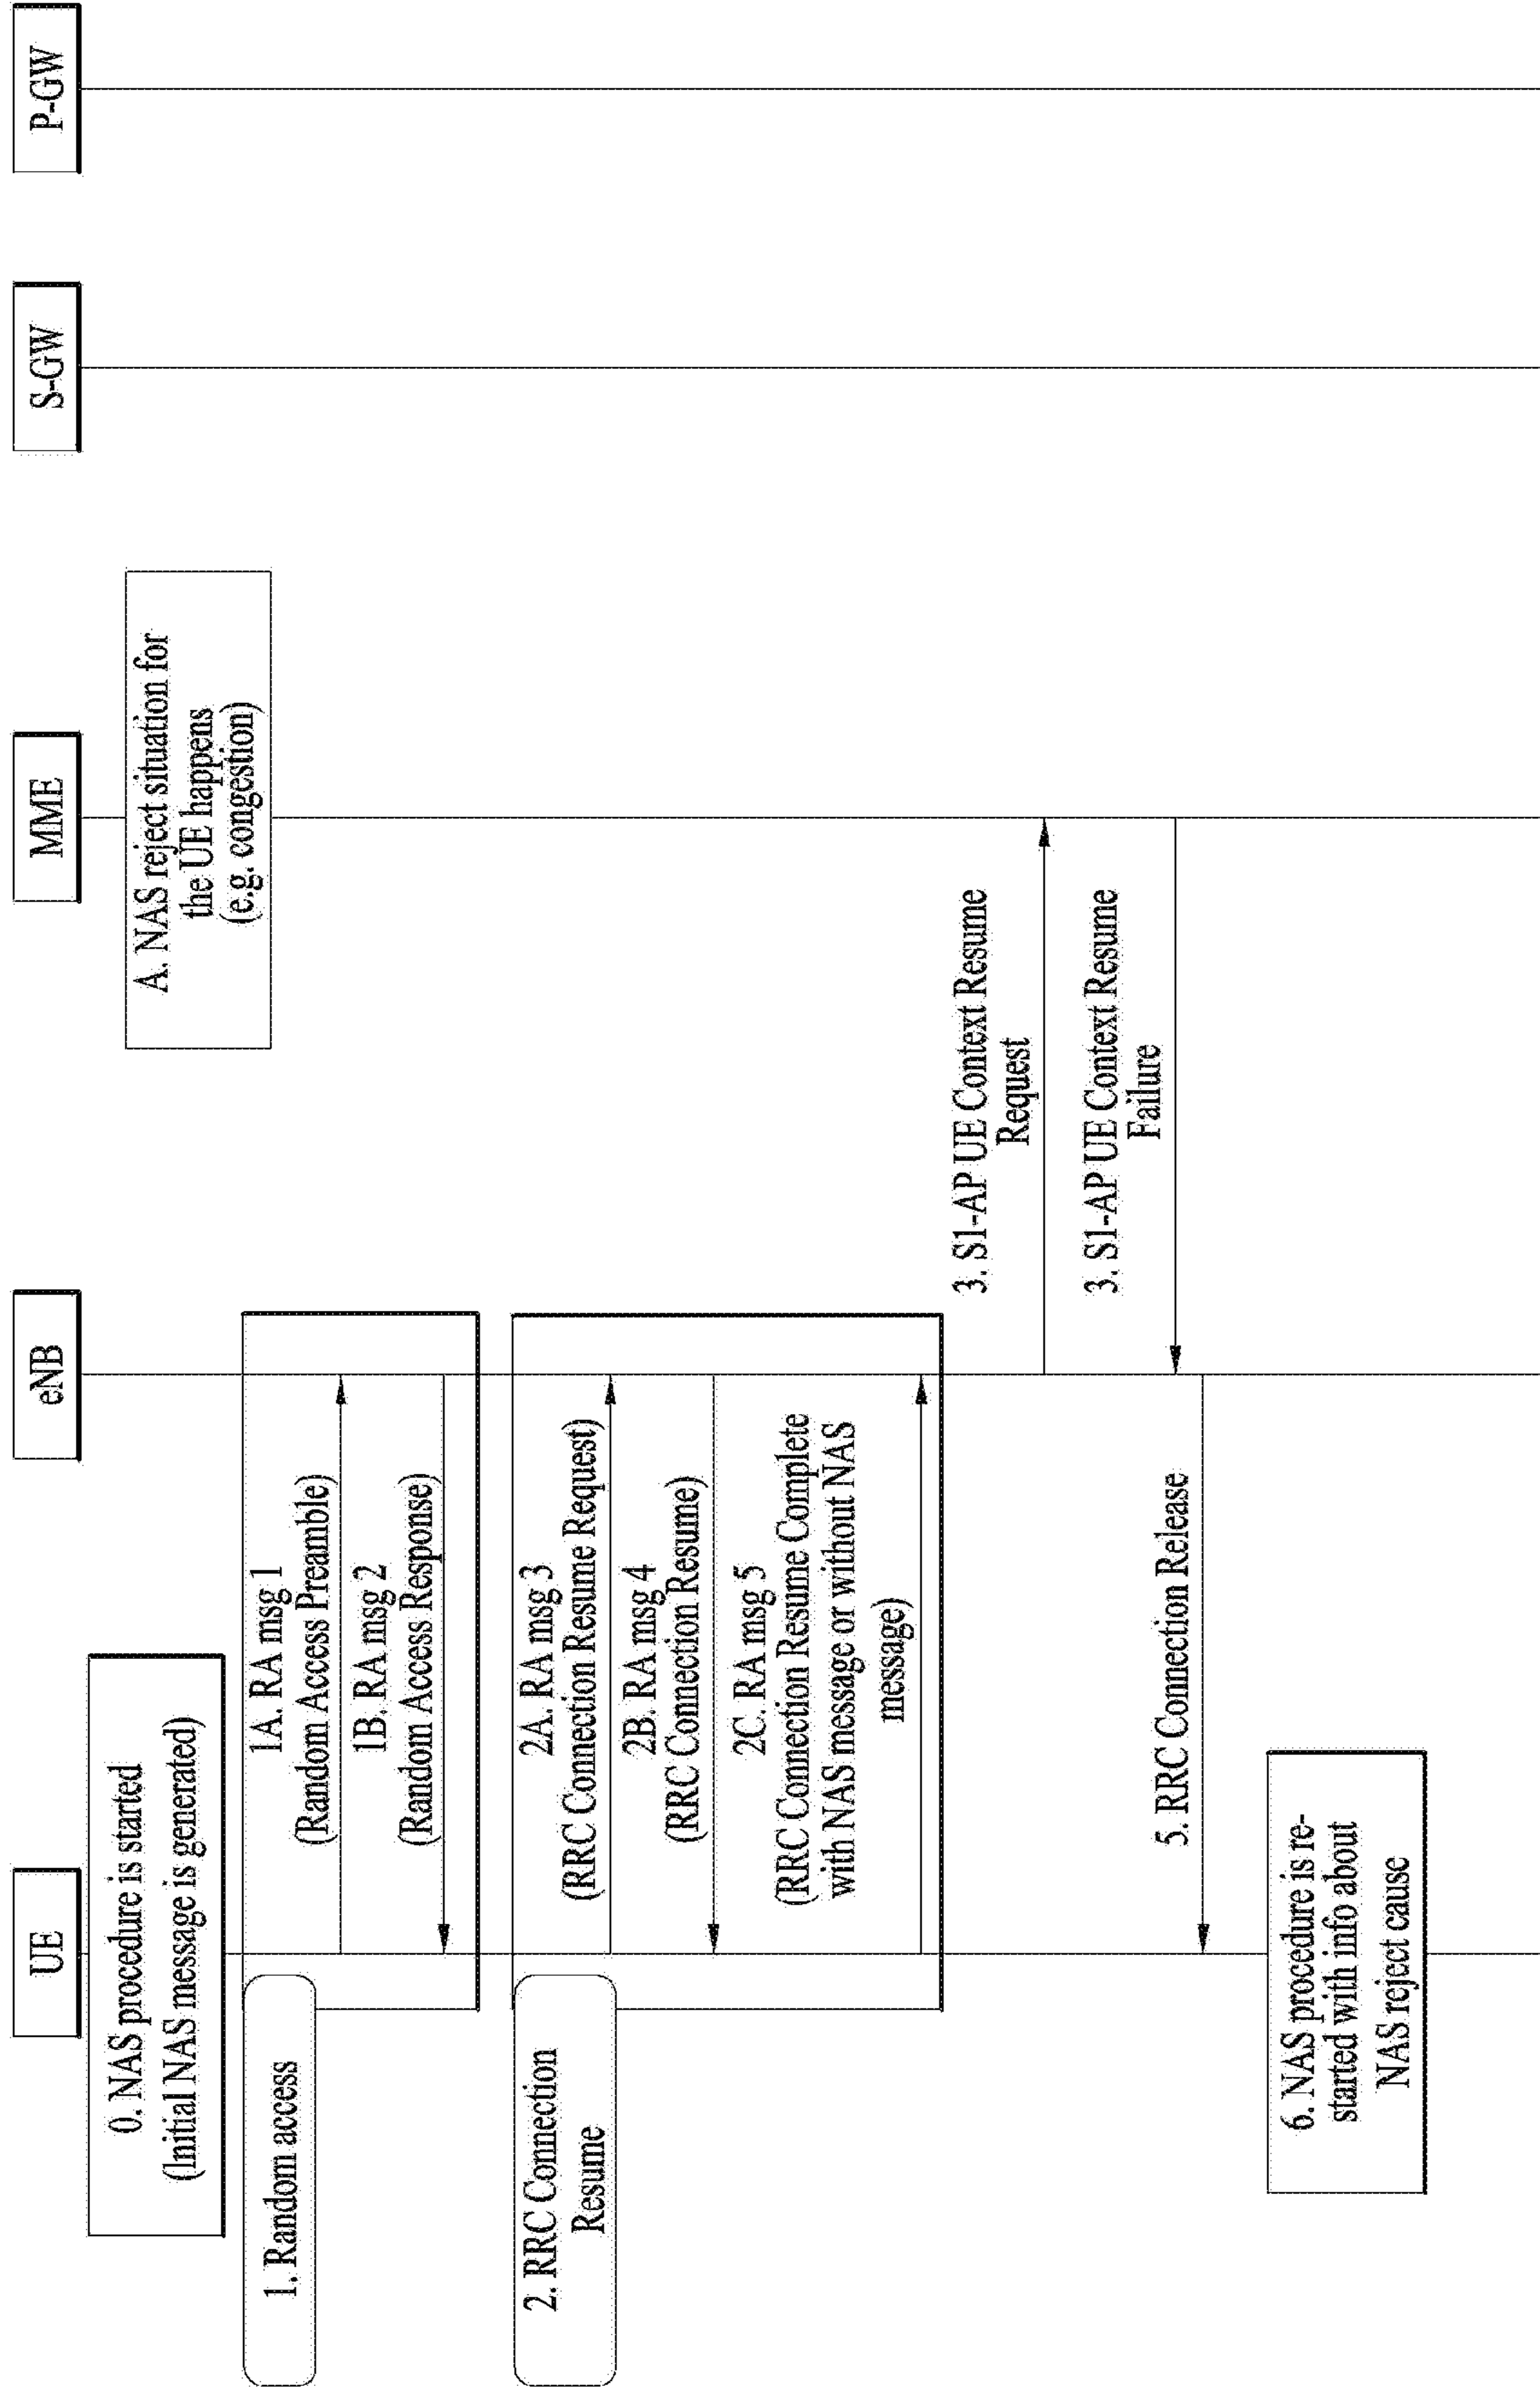 UE
eNB
MME
S-GW
P-GW
0. NAS procedure is started
(Initial NAS message is generated)
A. NAS reject situation for
the UE happens
(e.g. congestion)
1. Random access
1A. RA msg 1
(Random Access Preamble)
1B. RA msg 2
(Random Access Response)
2. RRC Connection
Resume
2A. RA msg 3
(RRC Connection Resume Request)
2B. RA msg 4
(RRC Connection Resume)
2C. RA msg 5
(RRC Connection Resume Complete
with NAS message or without NAS
message)
3. S1-AP UE Context Resume
Request
3. S1-AP UE Context Resume
Failure
5. RRC Connection Release
6. NAS procedure is re-
started with info about
NAS reject cause